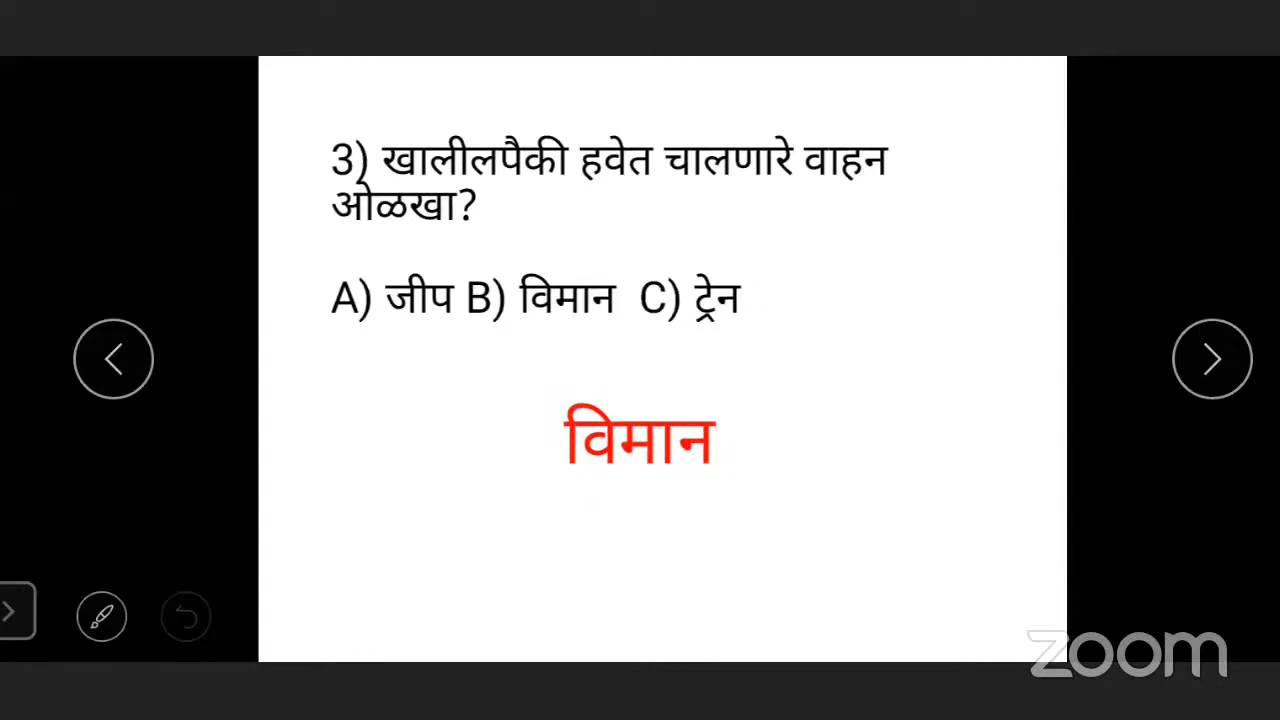 3) खालीलपैकी हवेत चालणारे वाहन
ओळखा?
A) जीप B) विमान C) ट्रेन
विमान
zoom